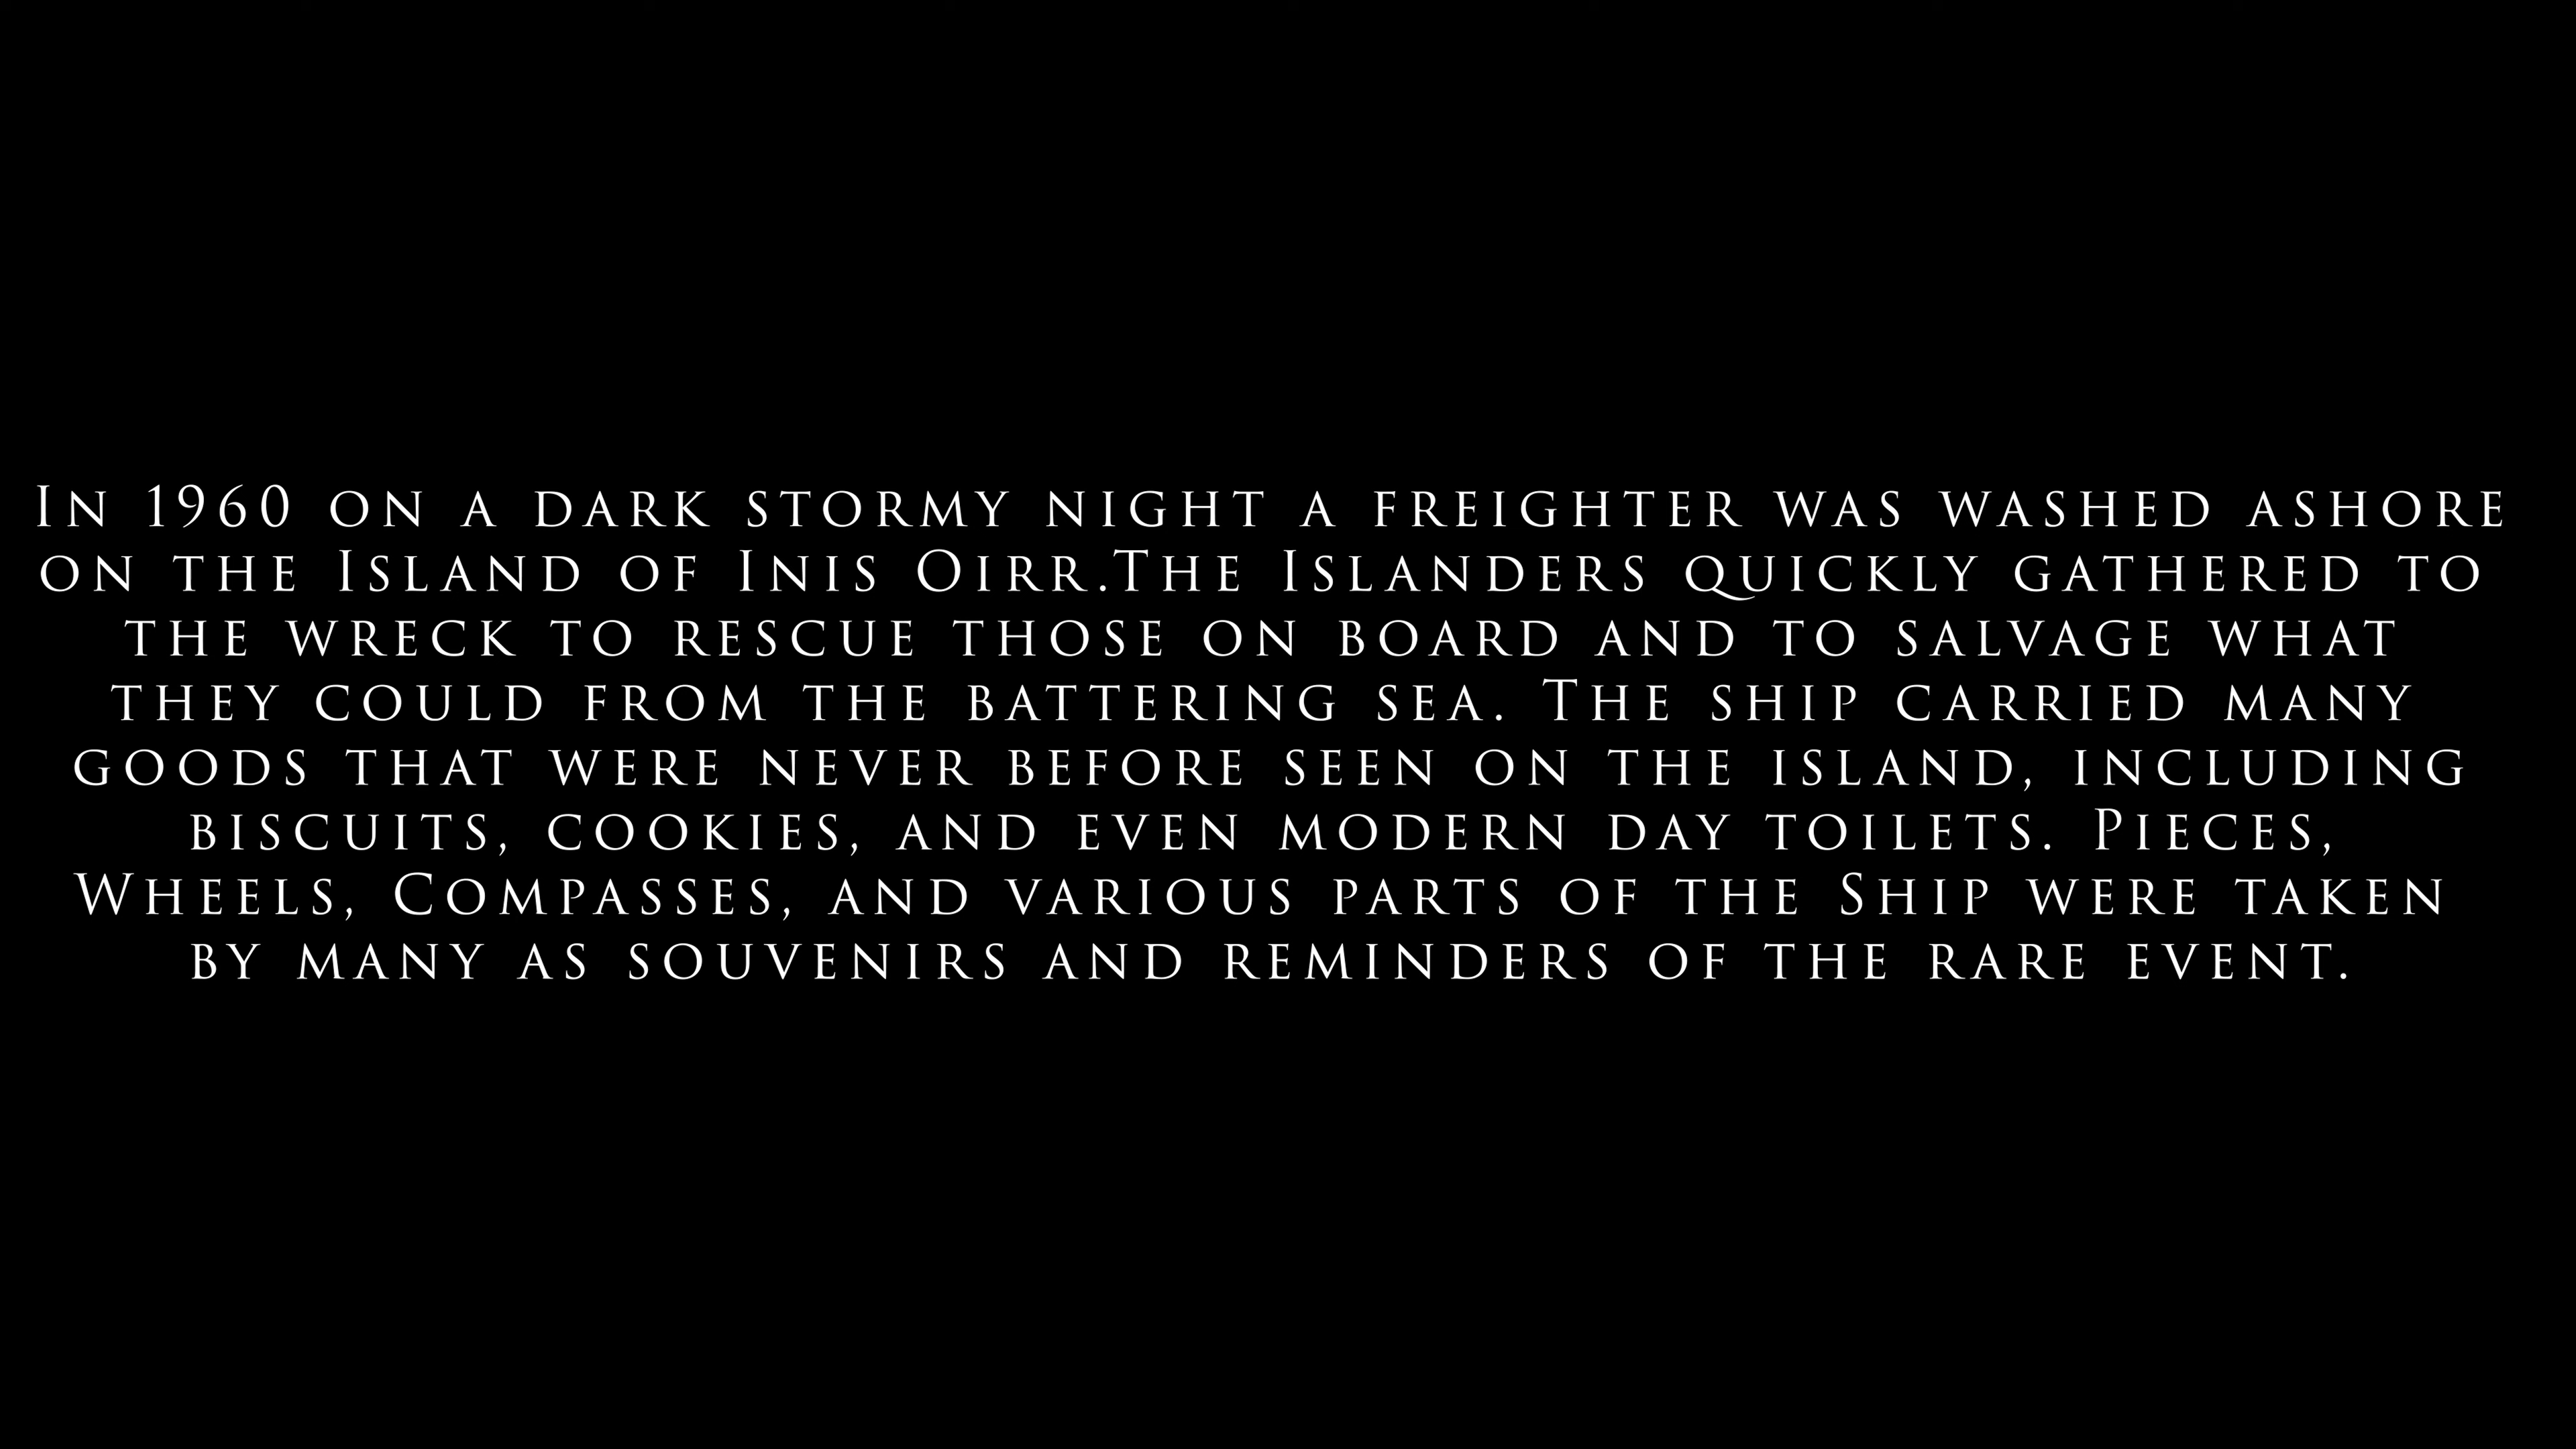 In 1960 on a dark stormy night a freighter was washed ashore
on the Island of Inis Oirr.The Islanders quickly gathered to
the wreck to rescue those on board and to salvage what
they could from the battering sea. The ship carried many
goods that were never before seen on the island, including
biscuits, cookies, and even modern day toilets. Pieces,
Wheels, Compasses, and various parts of the Ship were taken
by many as souvenirs and reminders of the rare event.